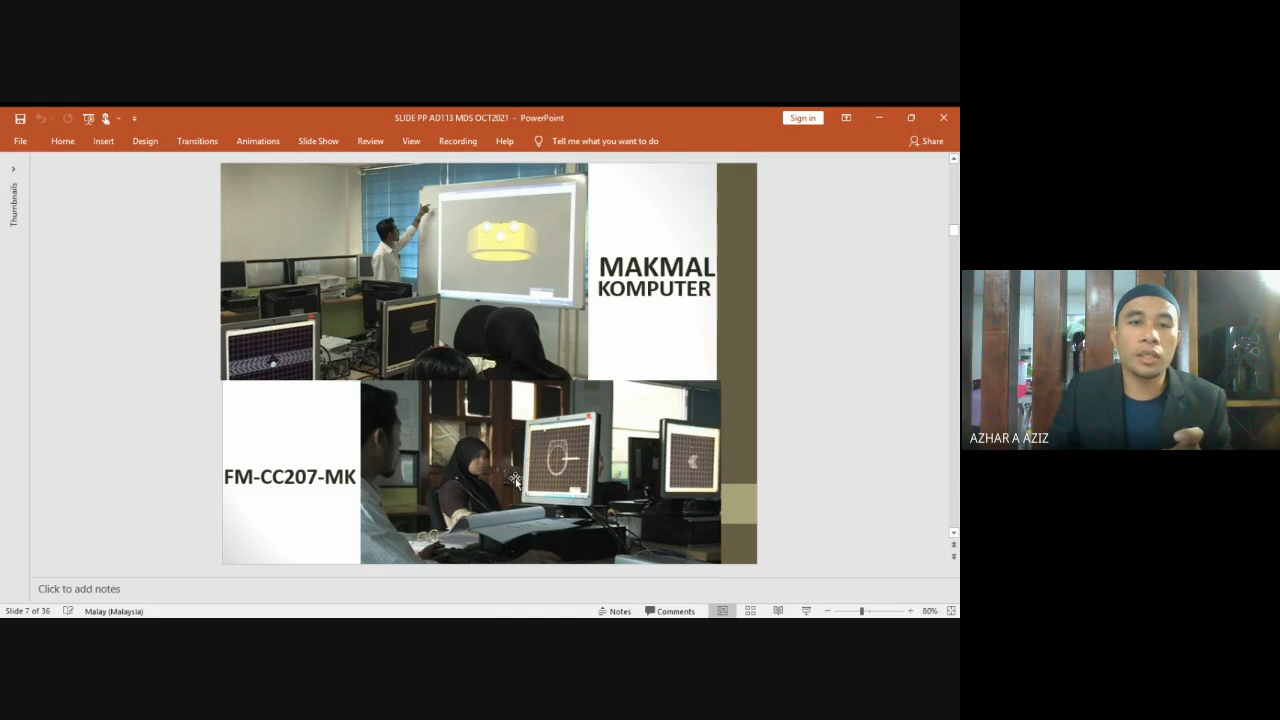 SLIDE PP AD113 MDS OCT2021 - PowerPoint
Sign in
File Home Insert Design Transitions Animations Slide Show Review View Recording Help Tell me what you want to do Share
Thumbnails
MAKMAL
KOMPUTER
FM-CC207-MK
AZHAR A AZIZ
Click to add notes
Slide 7 of 36 Malay (Malaysia) Notes Comments 80%